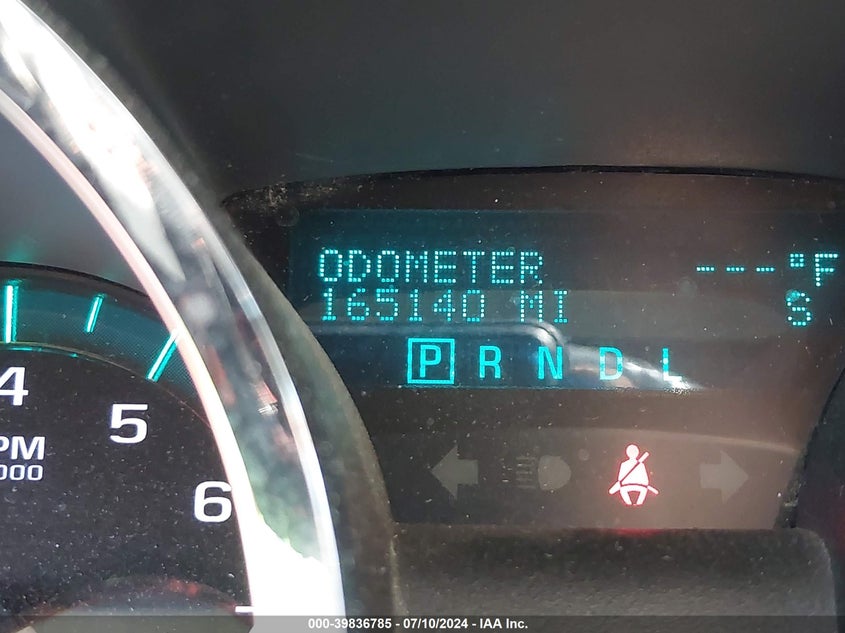 ODOMETER ---°F
165140 MI S
P R N D L
4
5
6
PM
000
000-39836785 - 07/10/2024 - IAA Inc.